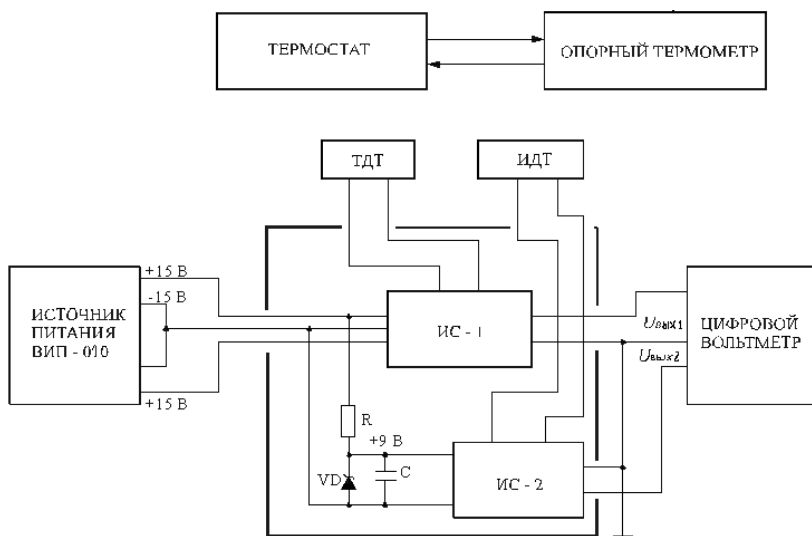 ТЕРМОСТАТ
ОПОРНЫЙ ТЕРМОМЕТР
ТДТ
ИДТ
+15 В
-15 В
ИСТОЧНИК
ПИТАНИЯ
ВИП - 010
+15 В
ИС - 1
Uвых1
Uвых2
ЦИФРОВОЙ
ВОЛЬТМЕТР
R
+9 В
VD
C
ИС - 2